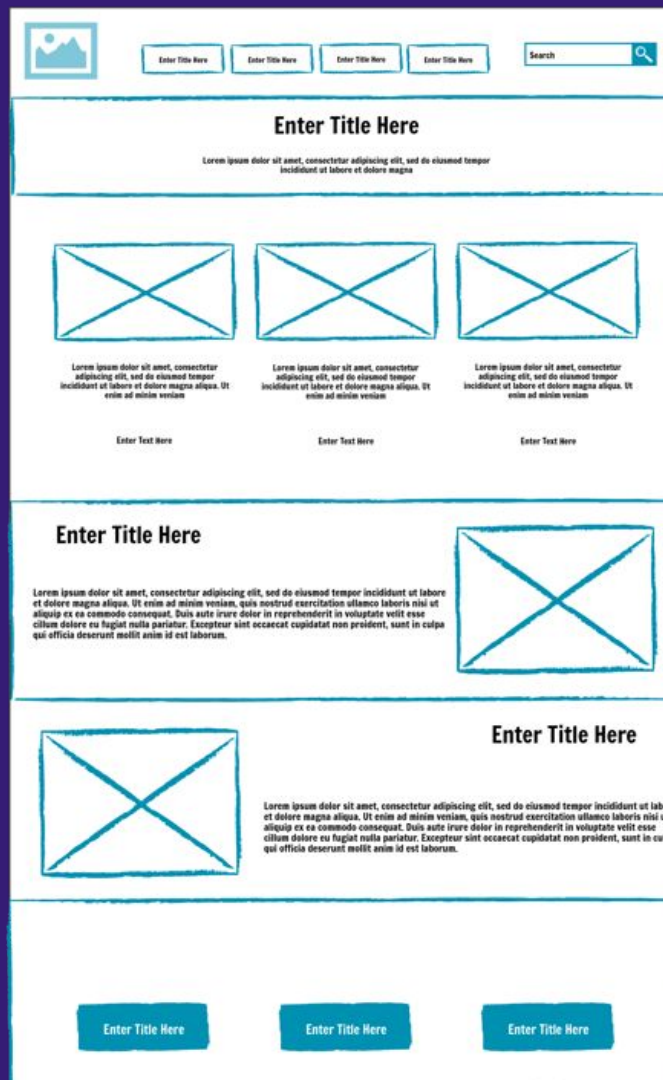 Enter Title Here
Enter Title Here
Enter Title Here
Enter Title Here
Search
Enter Title Here
Lorem ipsum dolor sit amet, consectetur adipiscing elit, sed do eiusmod tempor
incididunt ut labore et dolore magna
Lorem ipsum dolor sit amet, consectetur
adipiscing elit, sed do eiusmod tempor
incididunt ut labore et dolore magna aliqua. Ut
enim ad minim veniam
Enter Text Here
Lorem ipsum dolor sit amet, consectetur
adipiscing elit, sed do eiusmod tempor
incididunt ut labore et dolore magna aliqua. Ut
enim ad minim veniam
Enter Text Here
Lorem ipsum dolor sit amet, consectetur
adipiscing elit, sed do eiusmod tempor
incididunt ut labore et dolore magna aliqua. Ut
enim ad minim veniam
Enter Text Here
Enter Title Here
Lorem ipsum dolor sit amet, consectetur adipiscing elit, sed do eiusmod tempor incididunt ut labore
et dolore magna aliqua. Ut enim ad minim veniam, quis nostrud exercitation ullamco laboris nisi ut
aliquip ex ea commodo consequat. Duis aute irure dolor in reprehenderit in voluptate velit esse
cillum dolore eu fugiat nulla pariatur. Excepteur sint occaecat cupidatat non proident, sunt in culpa
qui officia deserunt mollit anim id est laborum.
Enter Title Here
Lorem ipsum dolor sit amet, consectetur adipiscing elit, sed do eiusmod tempor incididunt ut
et dolore magna aliqua. Ut enim ad minim veniam, quis nostrud exercitation ullamco laboris nisi
aliquip ex ea commodo consequat. Duis aute irure dolor in reprehenderit in voluptate velit esse
cillum dolore eu fugiat nulla pariatur. Excepteur sint occaecat cupidatat non proident, sunt in
qui officia deserunt mollit anim id est laborum.
Enter Title Here
Enter Title Here
Enter Title Here